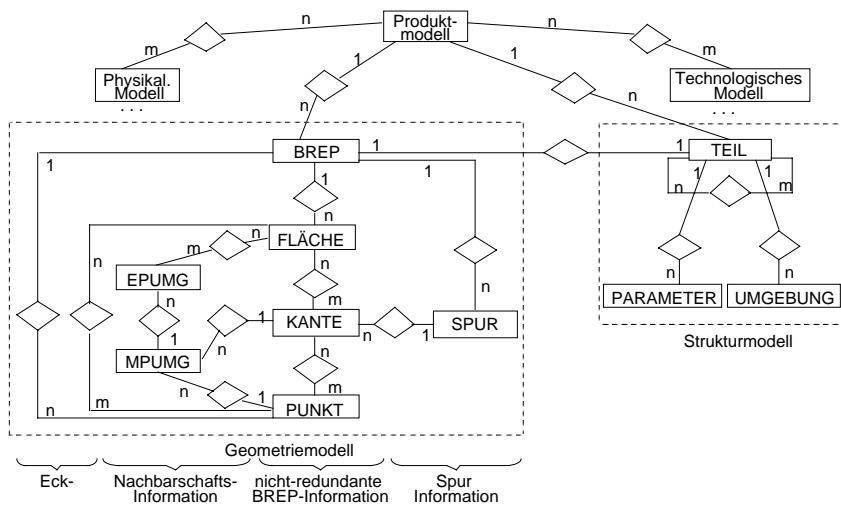 Produkt-
modell
n
n
m
m
1
1
Physikal.
Modell
. . .
Technologisches
Modell
. . .
n
n
BREP
1
1
1
1
1
TEIL
1
1
n
m
n
FLÄCHE
n
m
n
n
EPUMG
n
n
m
n
n
n
PARAMETER
UMGEBUNG
1
KANTE
n
1
SPUR
MPUMG
1
n
n
m
n
1
PUNKT
n
m
Strukturmodell
Geometriemodell
Eck-
Nachbarschafts-
Information
nicht-redundante
BREP-Information
Spur
Information